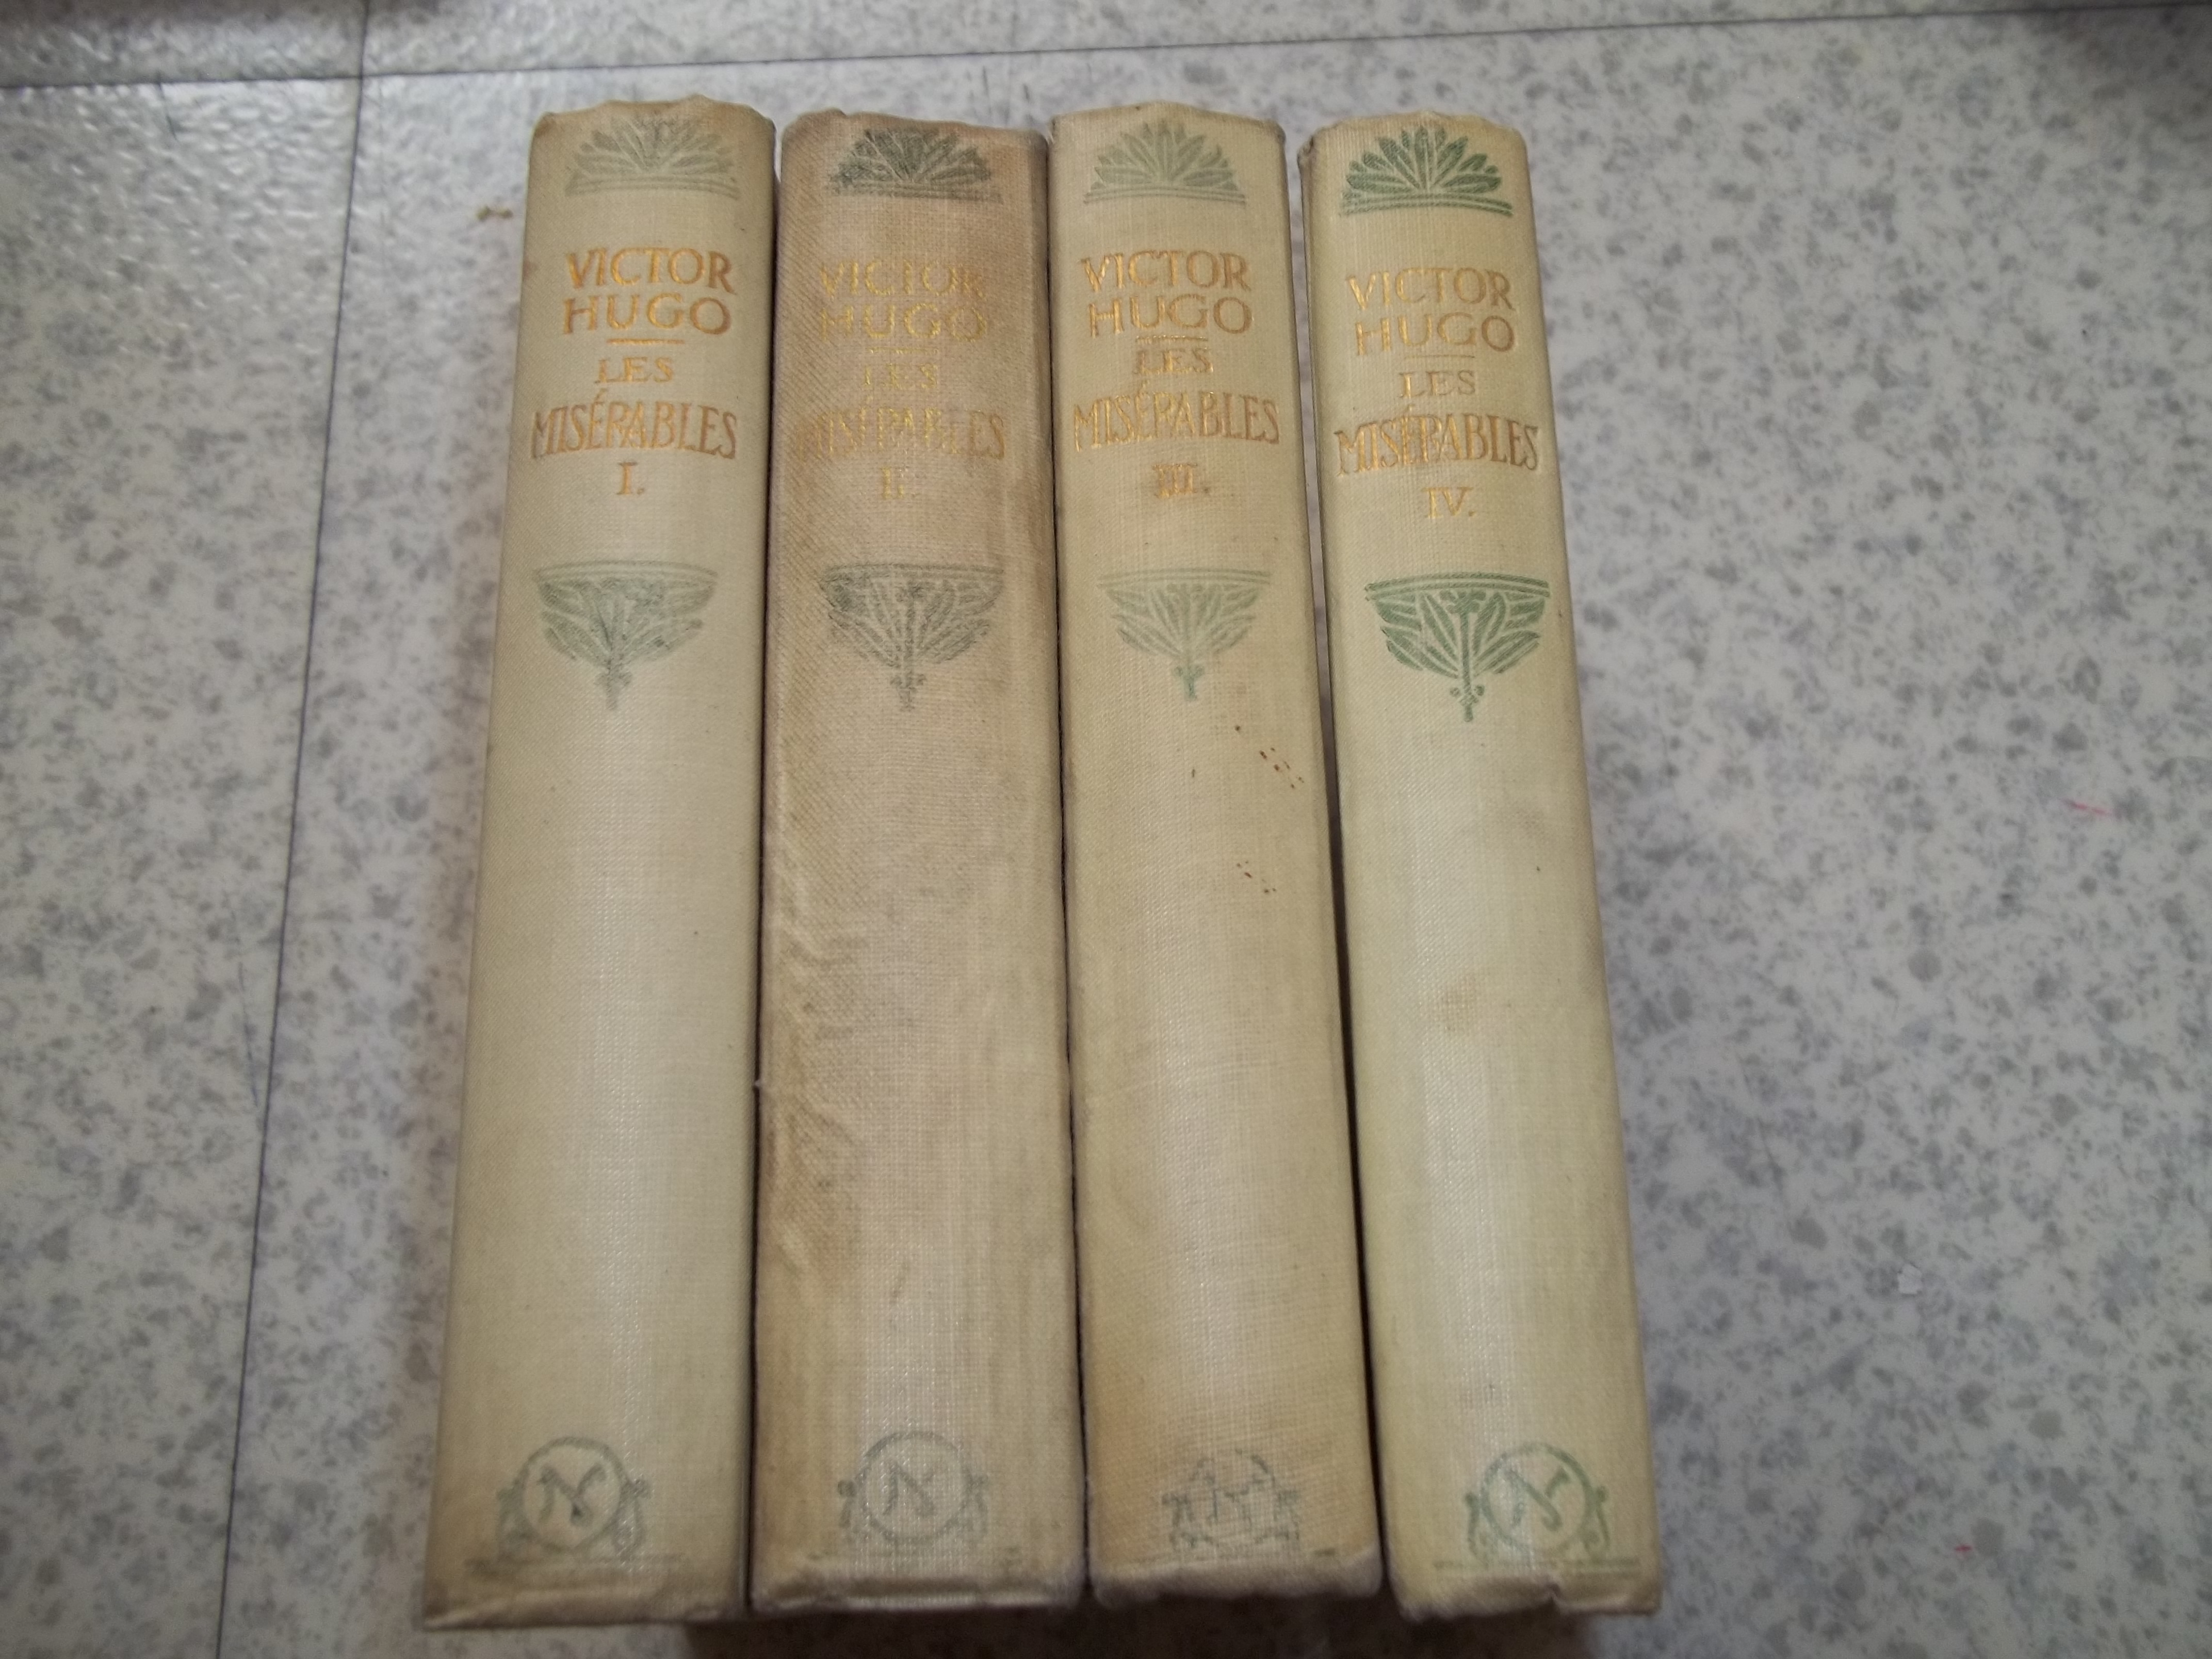 VICTOR
HUGO
LES
MISÉRABLES
I.
N
VICTOR
HUGO
LES
MISÉRABLES
II.
N
VICTOR
HUGO
LES
MISÉRABLES
III.
N
VICTOR
HUGO
LES
MISÉRABLES
IV.
N